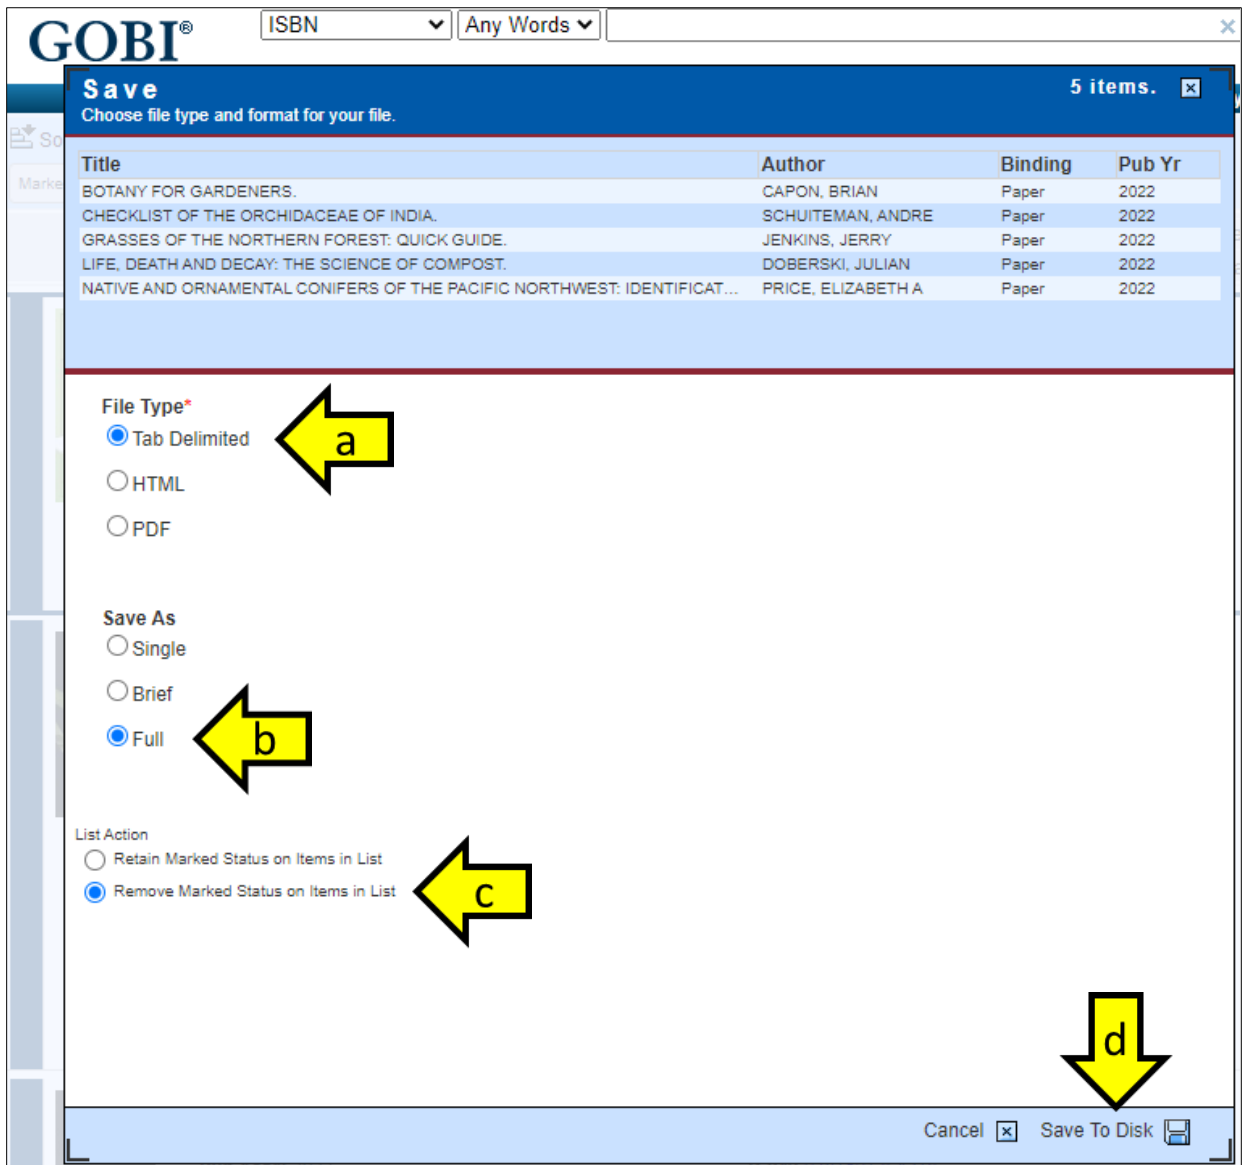 GOBI® ISBN Any Words
Save 5 items.
Choose file type and format for your file.
So
Marke
Title Author Binding Pub Yr
BOTANY FOR GARDENERS. CAPON, BRIAN Paper 2022
CHECKLIST OF THE ORCHIDACEAE OF INDIA. SCHUITEMAN, ANDRE Paper 2022
GRASSES OF THE NORTHERN FOREST: QUICK GUIDE. JENKINS, JERRY Paper 2022
LIFE, DEATH AND DECAY: THE SCIENCE OF COMPOST. DOBERSKI, JULIAN Paper 2022
NATIVE AND ORNAMENTAL CONIFERS OF THE PACIFIC NORTHWEST: IDENTIFICAT... PRICE, ELIZABETH A Paper 2022
File Type*
Tab Delimited a
HTML
PDF
Save As
Single
Brief
Full b
List Action
Retain Marked Status on Items in List
Remove Marked Status on Items in List c
d
Cancel Save To Disk